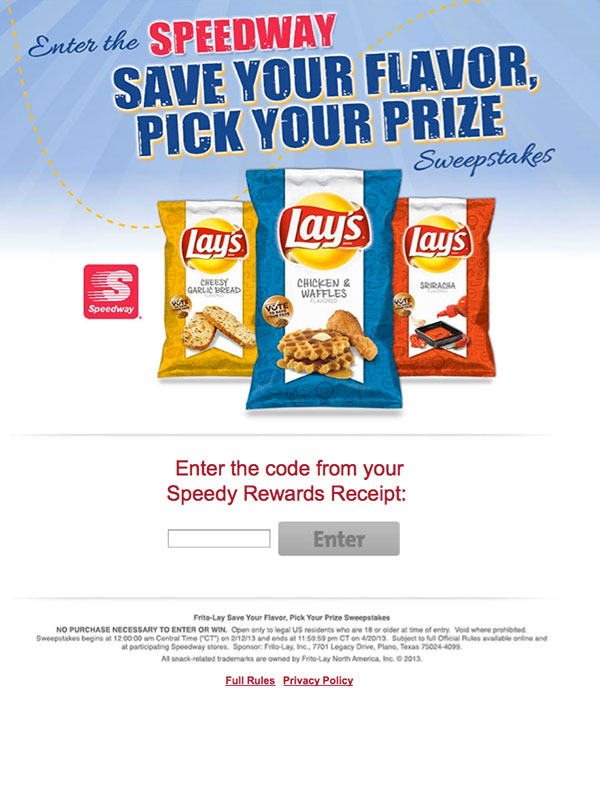 Enter the SPEEDWAY
SAVE YOUR FLAVOR,
PICK YOUR PRIZE
Sweepstakes
Lay's
Lay's
Lay's
CHEESY
GARLIC BREAD
FLAVORED
CHICKEN &
WAFFLES
FLAVORED
SRIRACHA
VOTE
VOTE
VOTE
S
Speedway
Enter the code from your
Speedy Rewards Receipt:
Enter
Frito-Lay Save Your Flavor, Pick Your Prize Sweepstakes
NO PURCHASE NECESSARY TO ENTER OR WIN. Open only to legal US residents who are 18 or older at time of entry. Void where prohibited.
Sweepstakes begins at 12:00:00 am Central Time ("CT") on 2/12/13 and ends at 11:59:59 pm CT on 4/20/13. Subject to full Official Rules available online and
at participating Speedway stores. Sponsor: Frito-Lay, Inc., 7701 Legacy Drive, Plano, Texas 75024-4099.
All snack-related trademarks are owned by Frito-Lay North America, Inc. © 2013.
Full Rules Privacy Policy